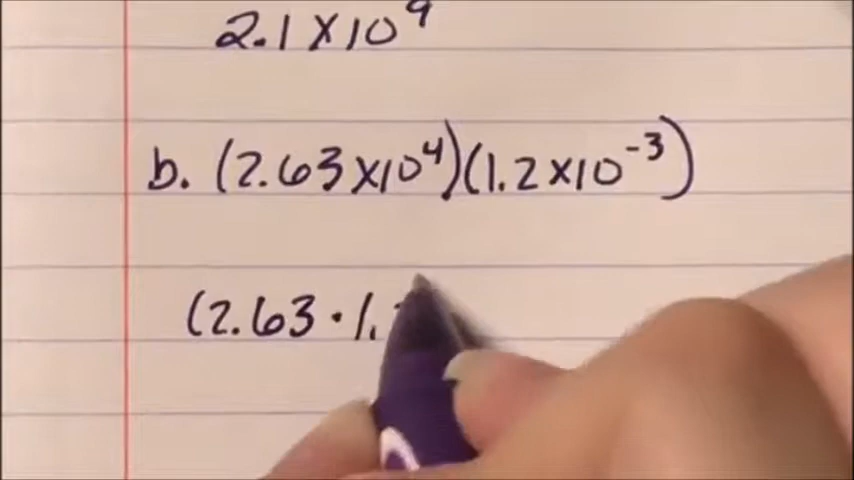 2.1 x 10⁹
b. (2.63 x 10⁴)(1.2 x 10⁻³)
(2.63 · 1.